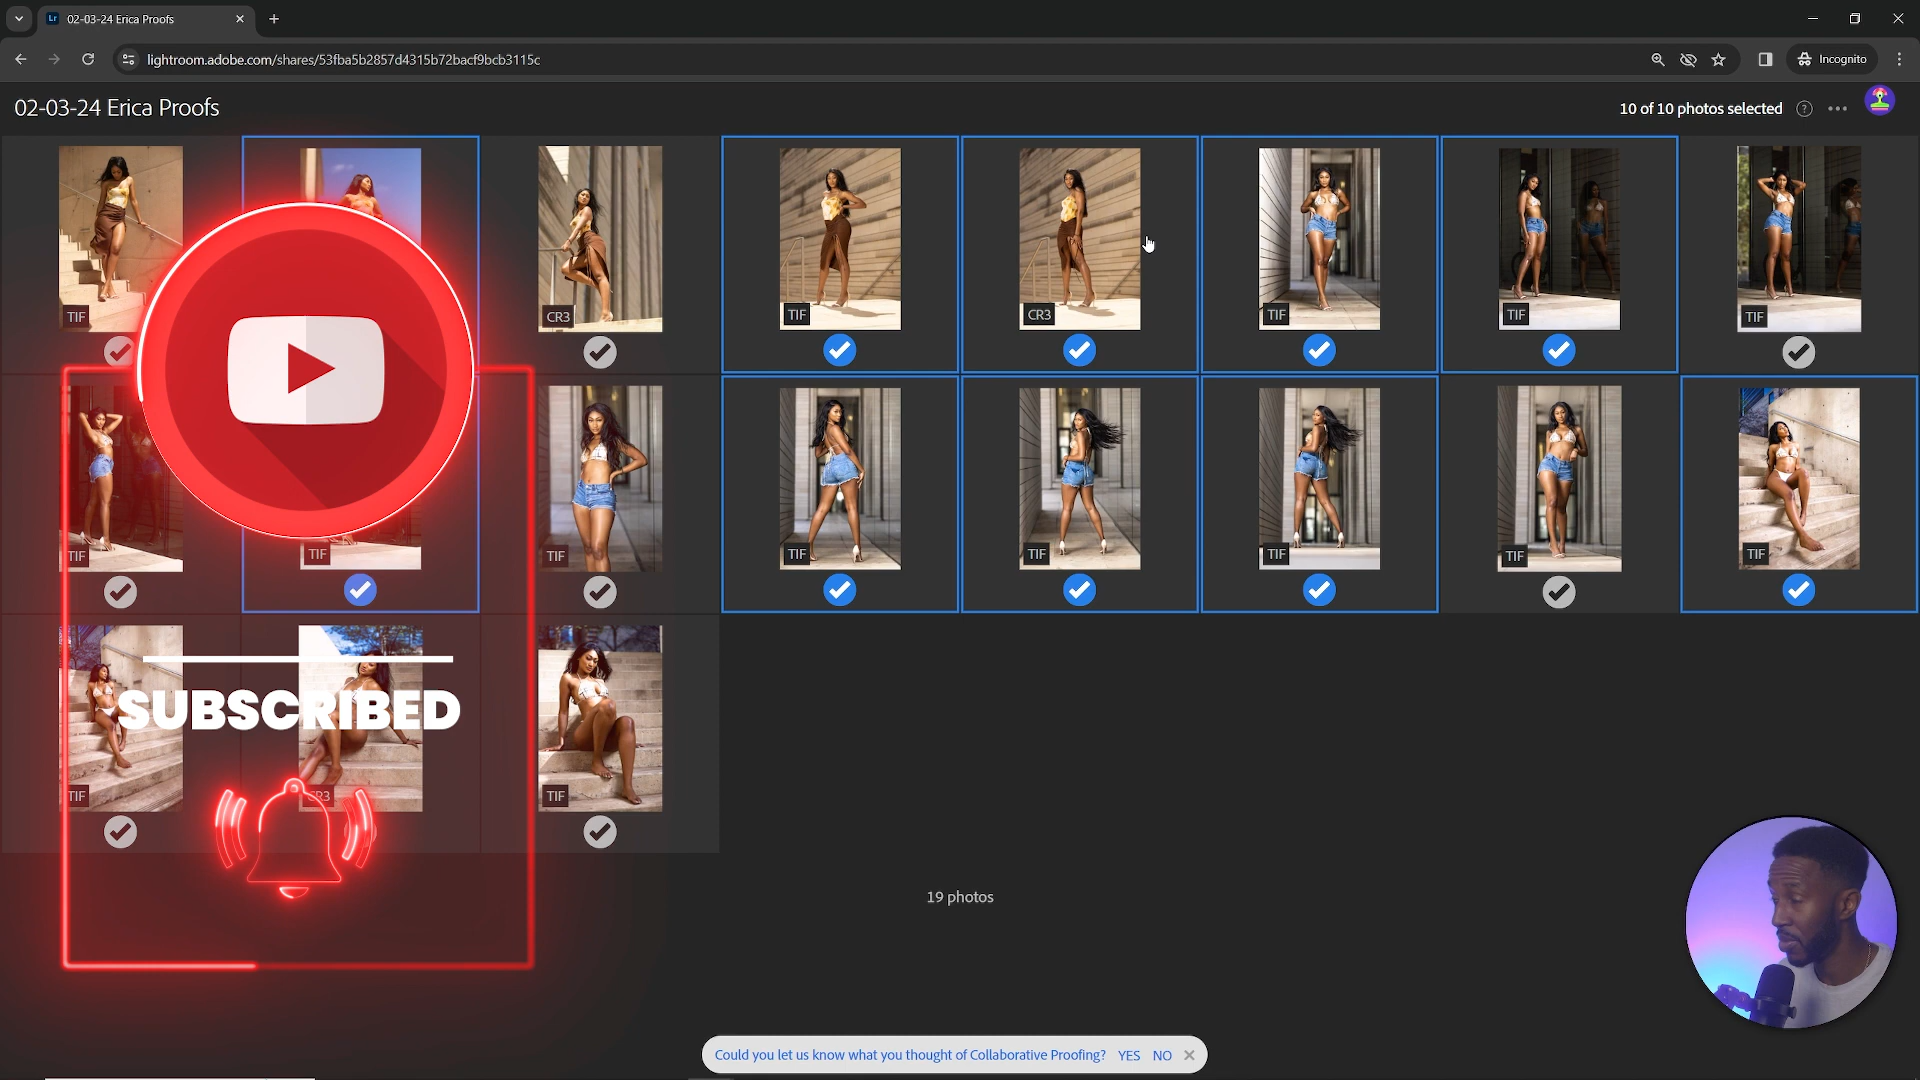 Lr 02-03-24 Erica Proofs
lightroom.adobe.com/shares/53fba5b2857d4315b72bacf9bcb3115c
Incognito
02-03-24 Erica Proofs
10 of 10 photos selected
TIF
CR3
TIF
CR3
TIF
TIF
TIF
TIF
TIF
TIF
TIF
TIF
TIF
TIF
TIF
SUBSCRIBED
TIF
CR3
TIF
19 photos
Could you let us know what you thought of Collaborative Proofing? YES NO